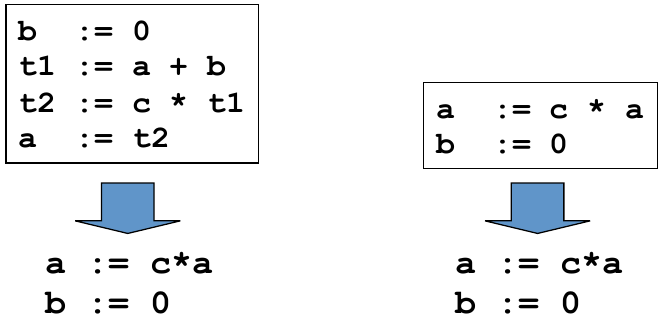 b := 0
t1 := a + b
t2 := c * t1
a := t2
a := c * a
b := 0
a := c*a
b := 0
a := c*a
b := 0